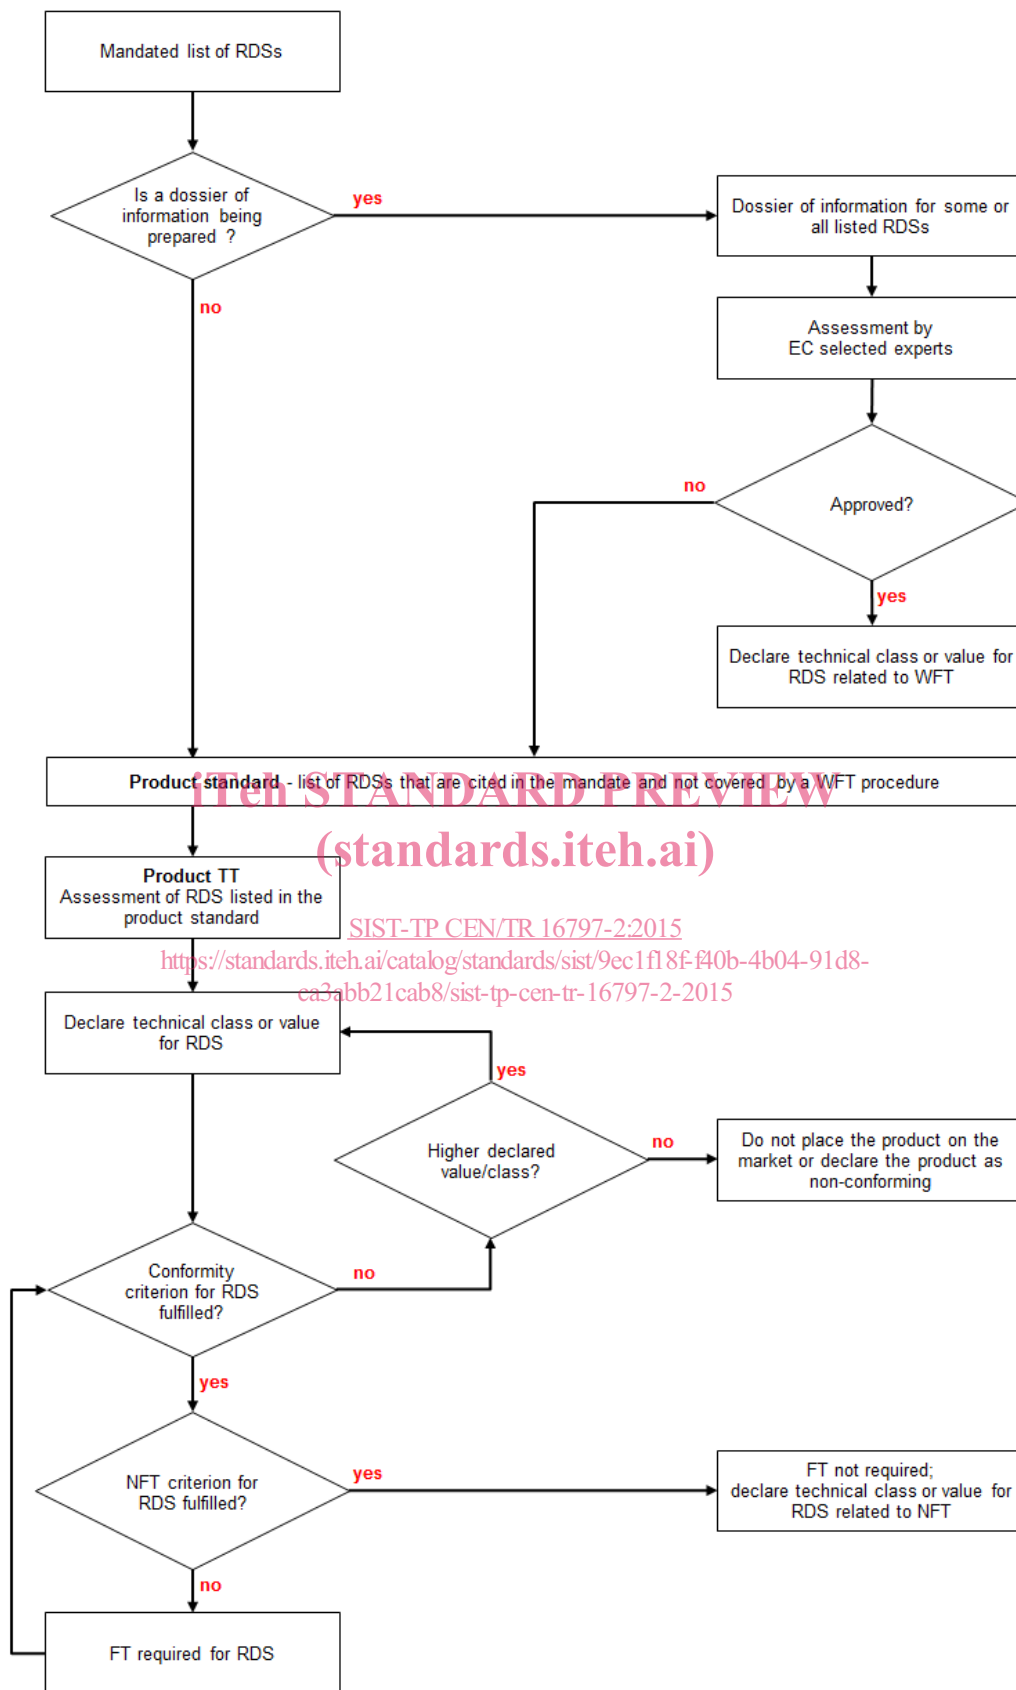 Mandated list of RDSs
Is a dossier of
information being
prepared ?
yes
Dossier of information for some or
all listed RDSs
no
Assessment by
EC selected experts
no
Approved?
yes
Declare technical class or value for
RDS related to WFT
Product standard - list of RDSs that are cited in the mandate and not covered by a WFT procedure
iTeh STANDARD PREVIEW
(standards.iteh.ai)
Product TT
Assessment of RDS listed in the
product standard
SIST-TP CEN/TR 16797-2:2015
https://standards.iteh.ai/catalog/standards/sist/9ec1f18f-f40b-4b04-91d8-
ca3abb21cab8/sist-tp-cen-tr-16797-2-2015
Declare technical class or value
for RDS
yes
Higher declared
value/class?
no
Do not place the product on the
market or declare the product as
non-conforming
Conformity
criterion for RDS
fulfilled?
no
yes
NFT criterion for
RDS fulfilled?
yes
FT not required;
declare technical class or value for
RDS related to NFT
no
FT required for RDS